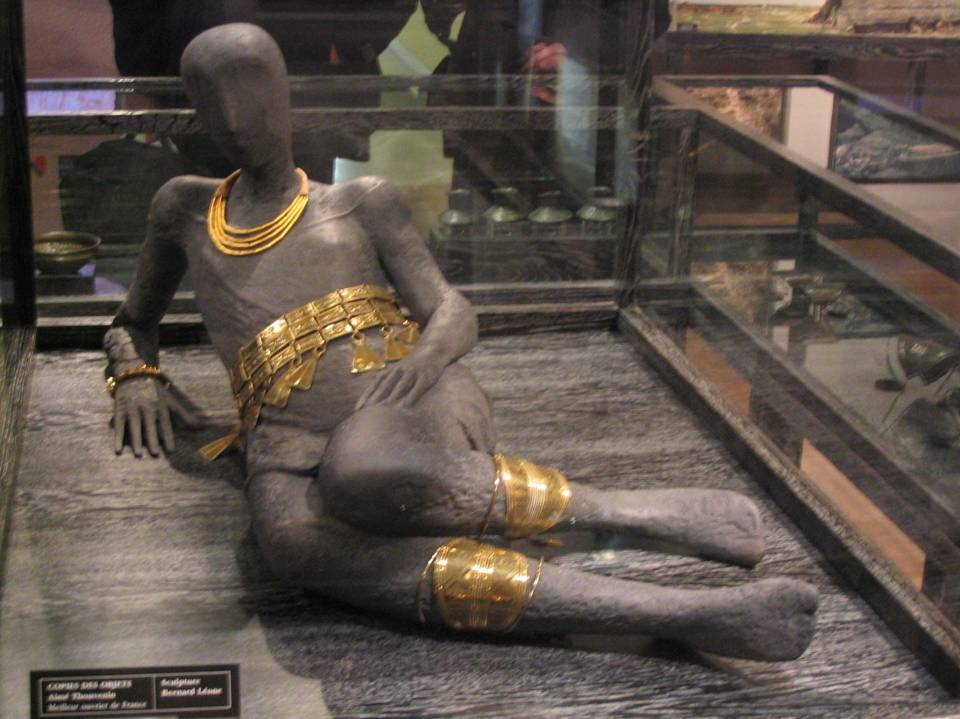 COPIES DES OBJETS
Aimé Thouvenin
Meilleur ouvrier de France
Sculpture
Bernard Léone